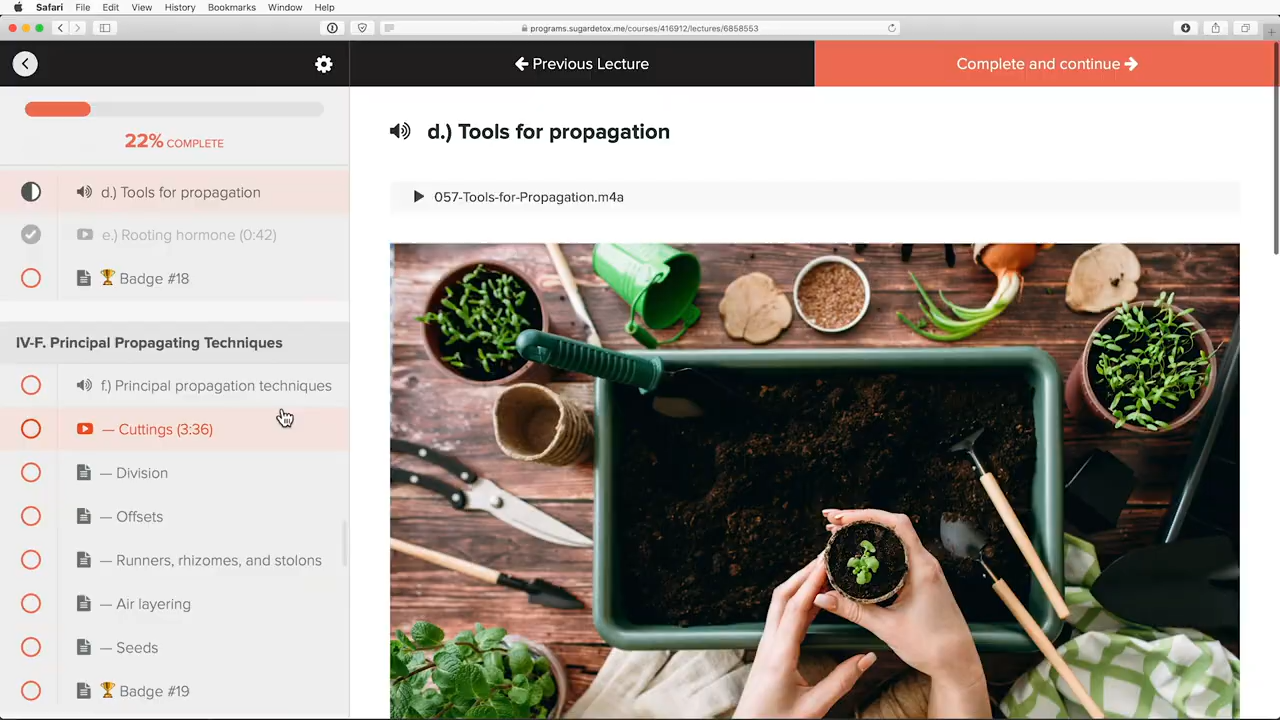 Safari File Edit View History Bookmarks Window Help
programs.sugardetox.me/courses/416912/lectures/6858553
Previous Lecture
Complete and continue
22% COMPLETE
d.) Tools for propagation
e.) Rooting hormone (0:42)
Badge #18
IV-F. Principal Propagating Techniques
f.) Principal propagation techniques
— Cuttings (3:36)
— Division
— Offsets
— Runners, rhizomes, and stolons
— Air layering
— Seeds
Badge #19
d.) Tools for propagation
057-Tools-for-Propagation.m4a